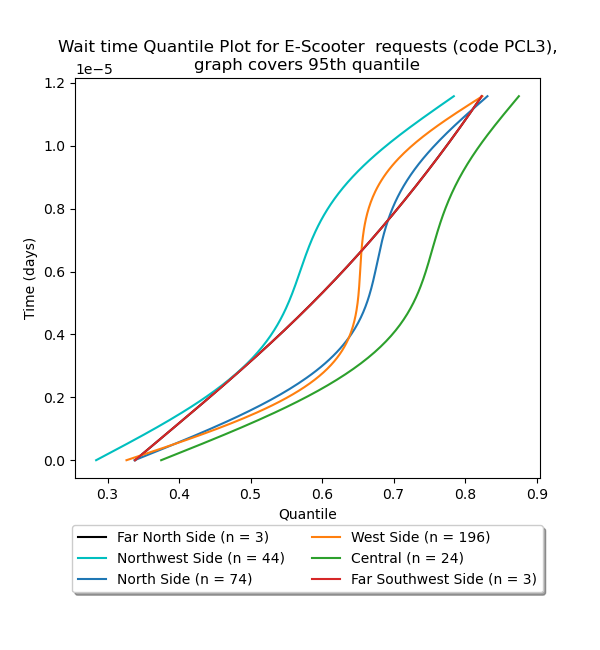 Wait time Quantile Plot for E-Scooter  requests (code PCL3),
graph covers 95th quantile
1e−5
1.2
1.0
0.8
0.6
0.4
0.2
0.0
Time (days)
0.3 0.4 0.5 0.6 0.7 0.8 0.9
Quantile
Far North Side (n = 3) West Side (n = 196)
Northwest Side (n = 44) Central (n = 24)
North Side (n = 74) Far Southwest Side (n = 3)